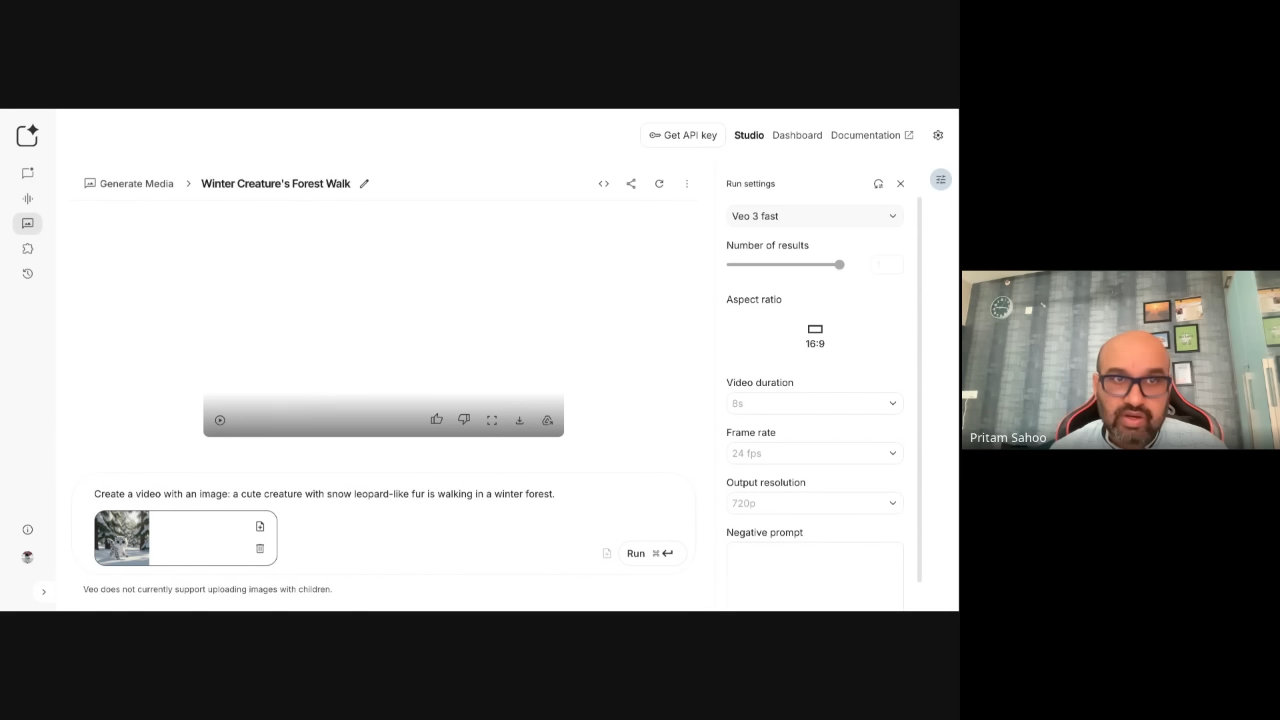 Get API key Studio Dashboard Documentation
Generate Media > Winter Creature's Forest Walk
Run settings
Veo 3 fast
Number of results
1
Aspect ratio
16:9
Video duration
8s
Frame rate
24 fps
Output resolution
720p
Negative prompt
Create a video with an image: a cute creature with snow leopard-like fur is walking in a winter forest.
Run ⌘
Veo does not currently support uploading images with children.
Pritam Sahoo